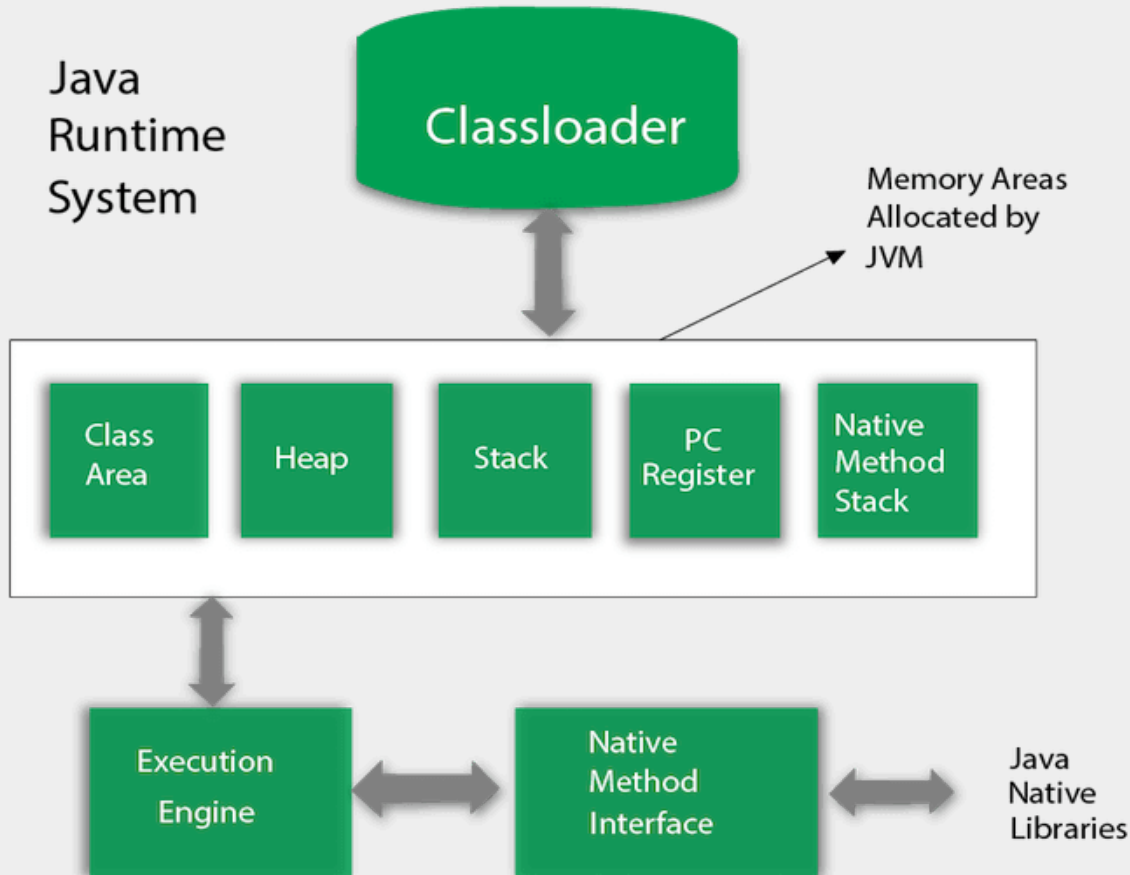 Java
Runtime
System
Classloader
Memory Areas
Allocated by
JVM
Class
Area
Heap
Stack
PC
Register
Native
Method
Stack
Execution
Engine
Native
Method
Interface
Java
Native
Libraries